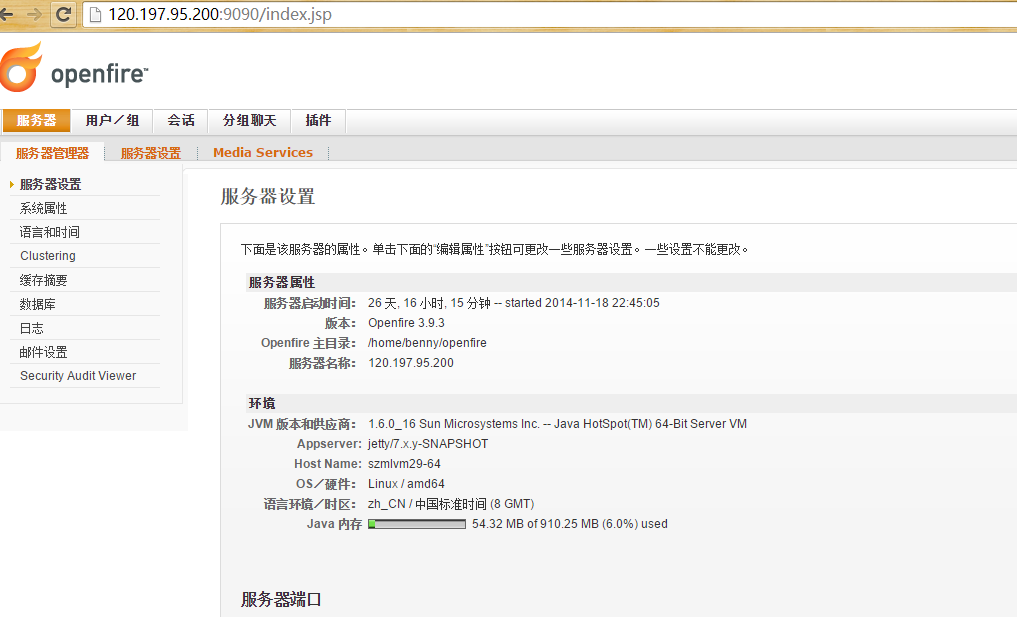 120.197.95.200:9090/index.jsp
openfire™
服务器 用户／组 会话 分组聊天 插件
服务器管理器 服务器设置 Media Services
服务器设置
系统属性
语言和时间
Clustering
缓存摘要
数据库
日志
邮件设置
Security Audit Viewer
服务器设置
下面是该服务器的属性。单击下面的“编辑属性”按钮可更改一些服务器设置。一些设置不能更改。
服务器属性
服务器启动时间: 26 天, 16 小时, 15 分钟 -- started 2014-11-18 22:45:05
版本: Openfire 3.9.3
Openfire 主目录: /home/benny/openfire
服务器名称: 120.197.95.200
环境
JVM 版本和供应商: 1.6.0_16 Sun Microsystems Inc. -- Java HotSpot(TM) 64-Bit Server VM
Appserver: jetty/7.x.y-SNAPSHOT
Host Name: szmlvm29-64
OS／硬件: Linux / amd64
语言环境／时区: zh_CN / 中国标准时间 (8 GMT)
Java 内存 54.32 MB of 910.25 MB (6.0%) used
服务器端口